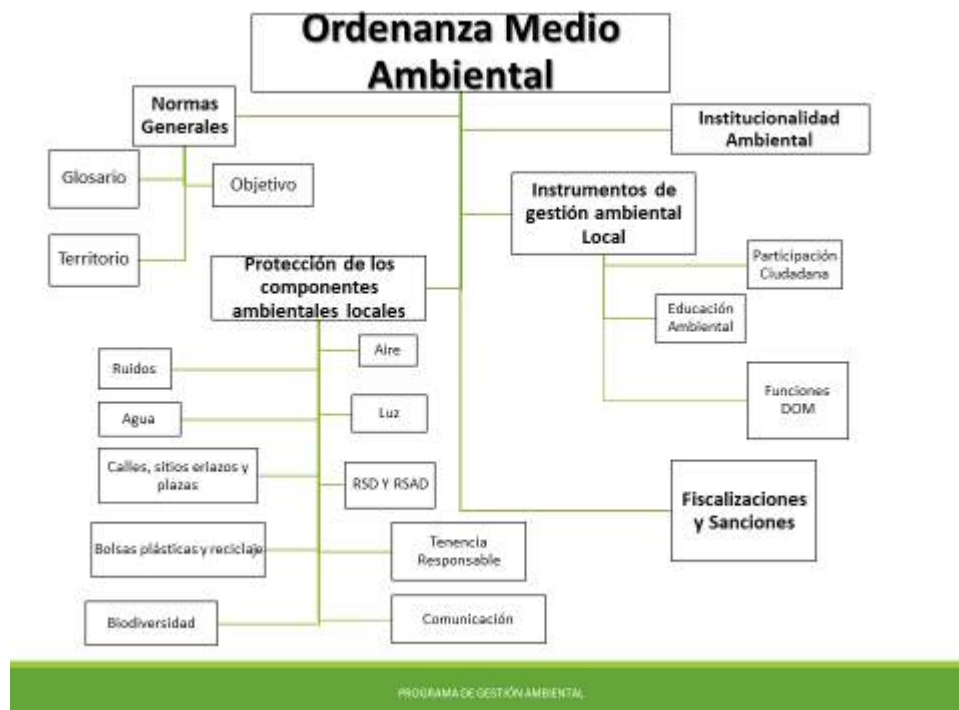 Ordenanza Medio
Ambiental
Normas
Generales
Institucionalidad
Ambiental
Glosario
Objetivo
Instrumentos de
gestión ambiental
Local
Territorio
Participación
Ciudadana
Protección de los
componentes
ambientales locales
Educación
Ambiental
Aire
Ruidos
Funciones
DOM
Luz
Agua
Calles, sitios eriazos y
plazas
RSD Y RSAD
Fiscalizaciones
y Sanciones
Bolsas plásticas y reciclaje
Tenencia
Responsable
Biodiversidad
Comunicación
PROGRAMA DE GESTIÓN AMBIENTAL